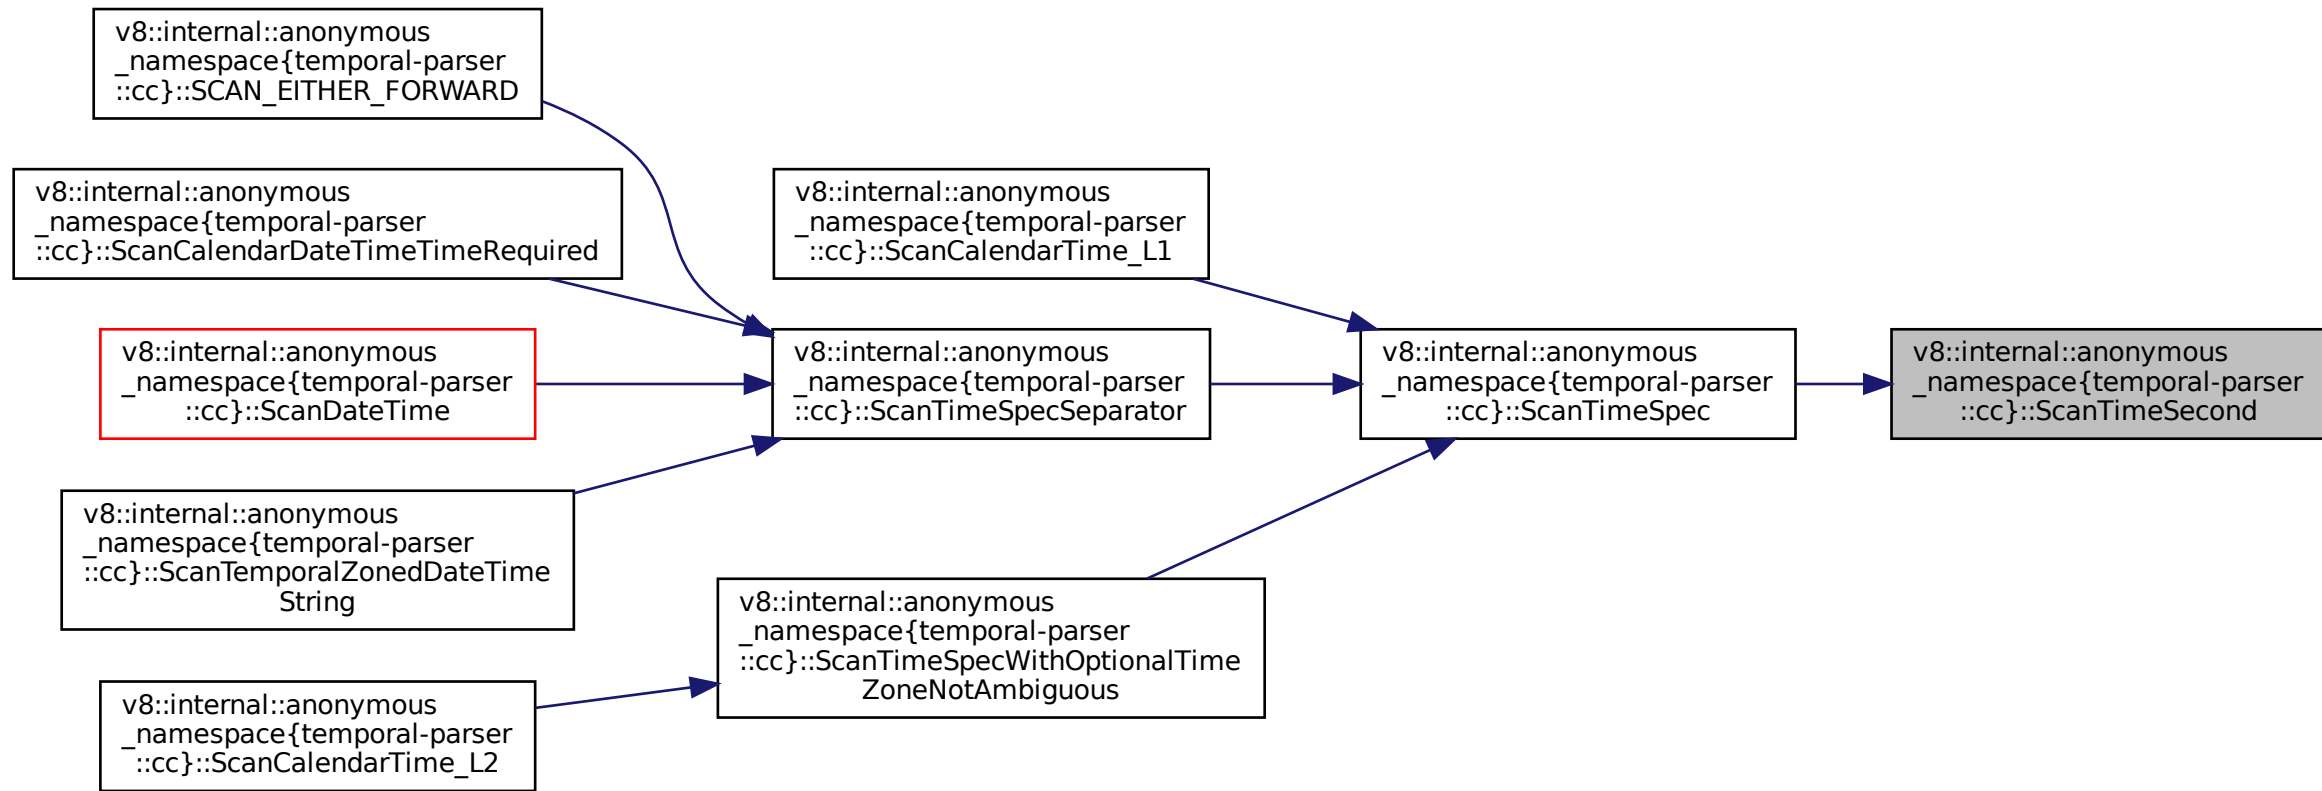 v8::internal::anonymous
_namespace{temporal-parser
::cc}::SCAN_EITHER_FORWARD
v8::internal::anonymous
_namespace{temporal-parser
::cc}::ScanCalendarDateTimeTimeRequired
v8::internal::anonymous
_namespace{temporal-parser
::cc}::ScanDateTime
v8::internal::anonymous
_namespace{temporal-parser
::cc}::ScanTemporalZonedDateTime
String
v8::internal::anonymous
_namespace{temporal-parser
::cc}::ScanCalendarTime_L2
v8::internal::anonymous
_namespace{temporal-parser
::cc}::ScanCalendarTime_L1
v8::internal::anonymous
_namespace{temporal-parser
::cc}::ScanTimeSpecSeparator
v8::internal::anonymous
_namespace{temporal-parser
::cc}::ScanTimeSpecWithOptionalTime
ZoneNotAmbiguous
v8::internal::anonymous
_namespace{temporal-parser
::cc}::ScanTimeSpec
v8::internal::anonymous
_namespace{temporal-parser
::cc}::ScanTimeSecond